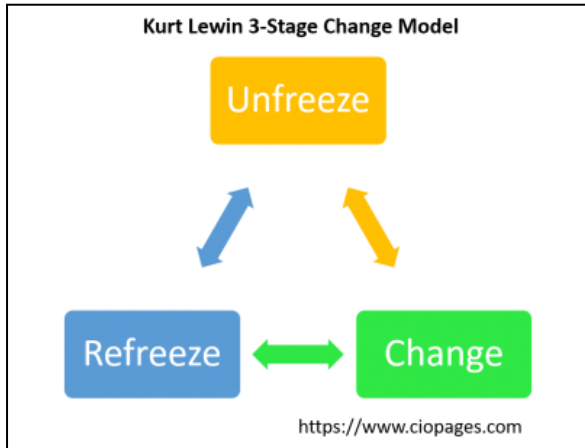 Kurt Lewin 3-Stage Change Model
Unfreeze
Refreeze
Change
https://www.ciopages.com